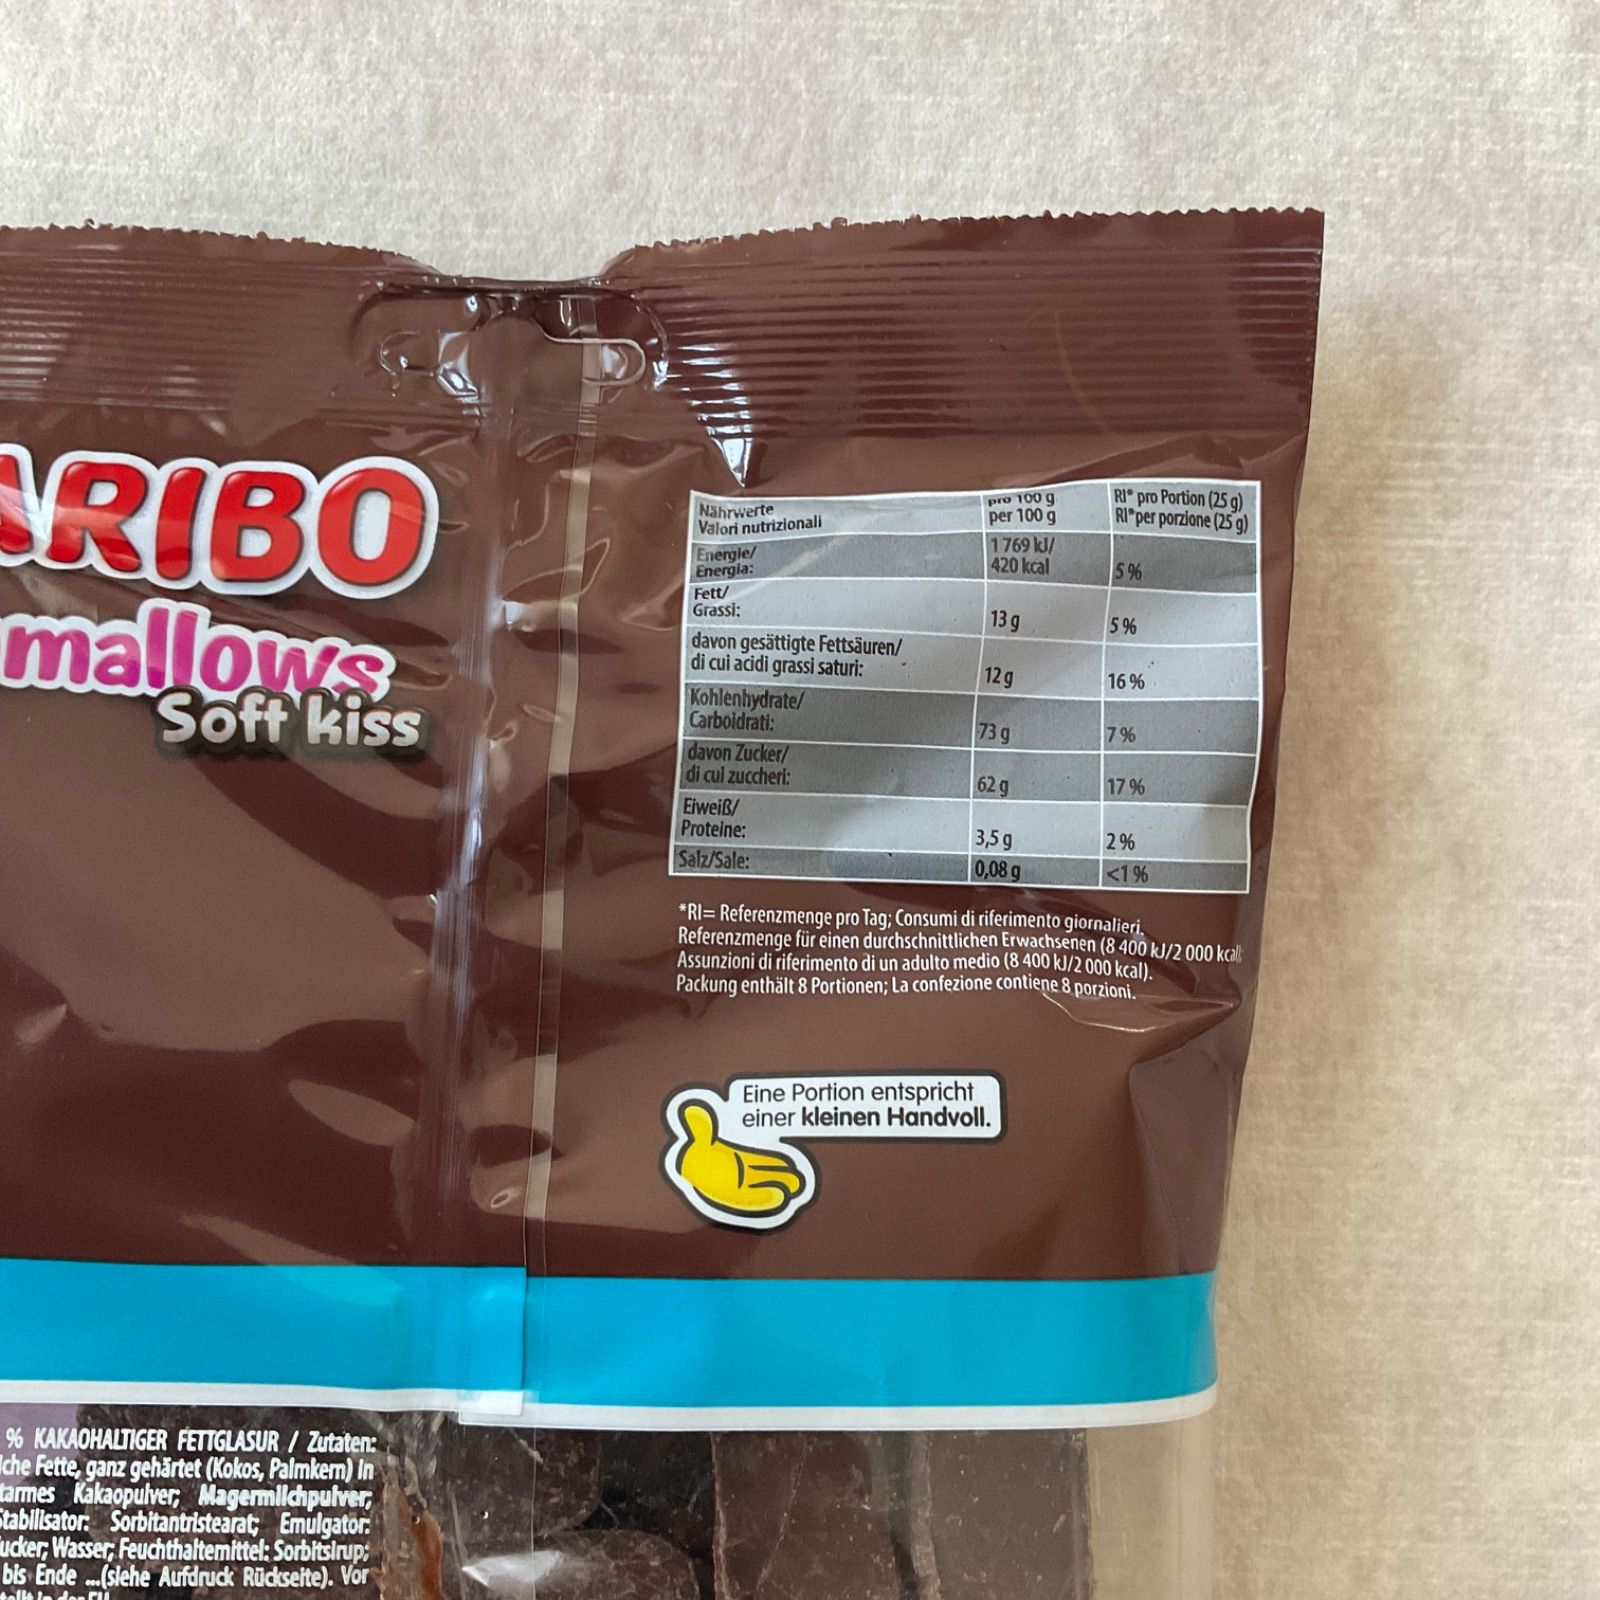 ARIBO
mallows
Soft kiss
Nährwerte
Valori nutrizionali
pro 100 g
per 100 g
RI* pro Portion (25 g)
RI*per porzione (25 g)
Energie/
Energia:
1 769 kJ/
420 kcal
5 %
Fett/
Grassi:
13 g
5 %
davon gesättigte Fettsäuren/
di cui acidi grassi saturi:
12 g
16 %
Kohlenhydrate/
Carboidrati:
73 g
7 %
davon Zucker/
di cui zuccheri:
62 g
17 %
Eiweiß/
Proteine:
3,5 g
2 %
Salz/Sale:
0,08 g
<1 %
*RI= Referenzmenge pro Tag; Consumi di riferimento giornalieri.
Referenzmenge für einen durchschnittlichen Erwachsenen (8 400 kJ/2 000 kcal);
Assunzioni di riferimento di un adulto medio (8 400 kJ/2 000 kcal).
Packung enthält 8 Portionen; La confezione contiene 8 porzioni.
Eine Portion entspricht
einer kleinen Handvoll.
% KAKAOHALTIGER FETTGLASUR / Zutaten:
lche Fette, ganz gehärtet (Kokos, Palmkern) in
tarmes Kakaopulver; Magermilchpulver;
Stabilisator: Sorbitantristearat; Emulgator:
ucker; Wasser; Feuchthaltemittel: Sorbitsirup;
bis Ende ...(siehe Aufdruck Rückseite). Vor
in der EU